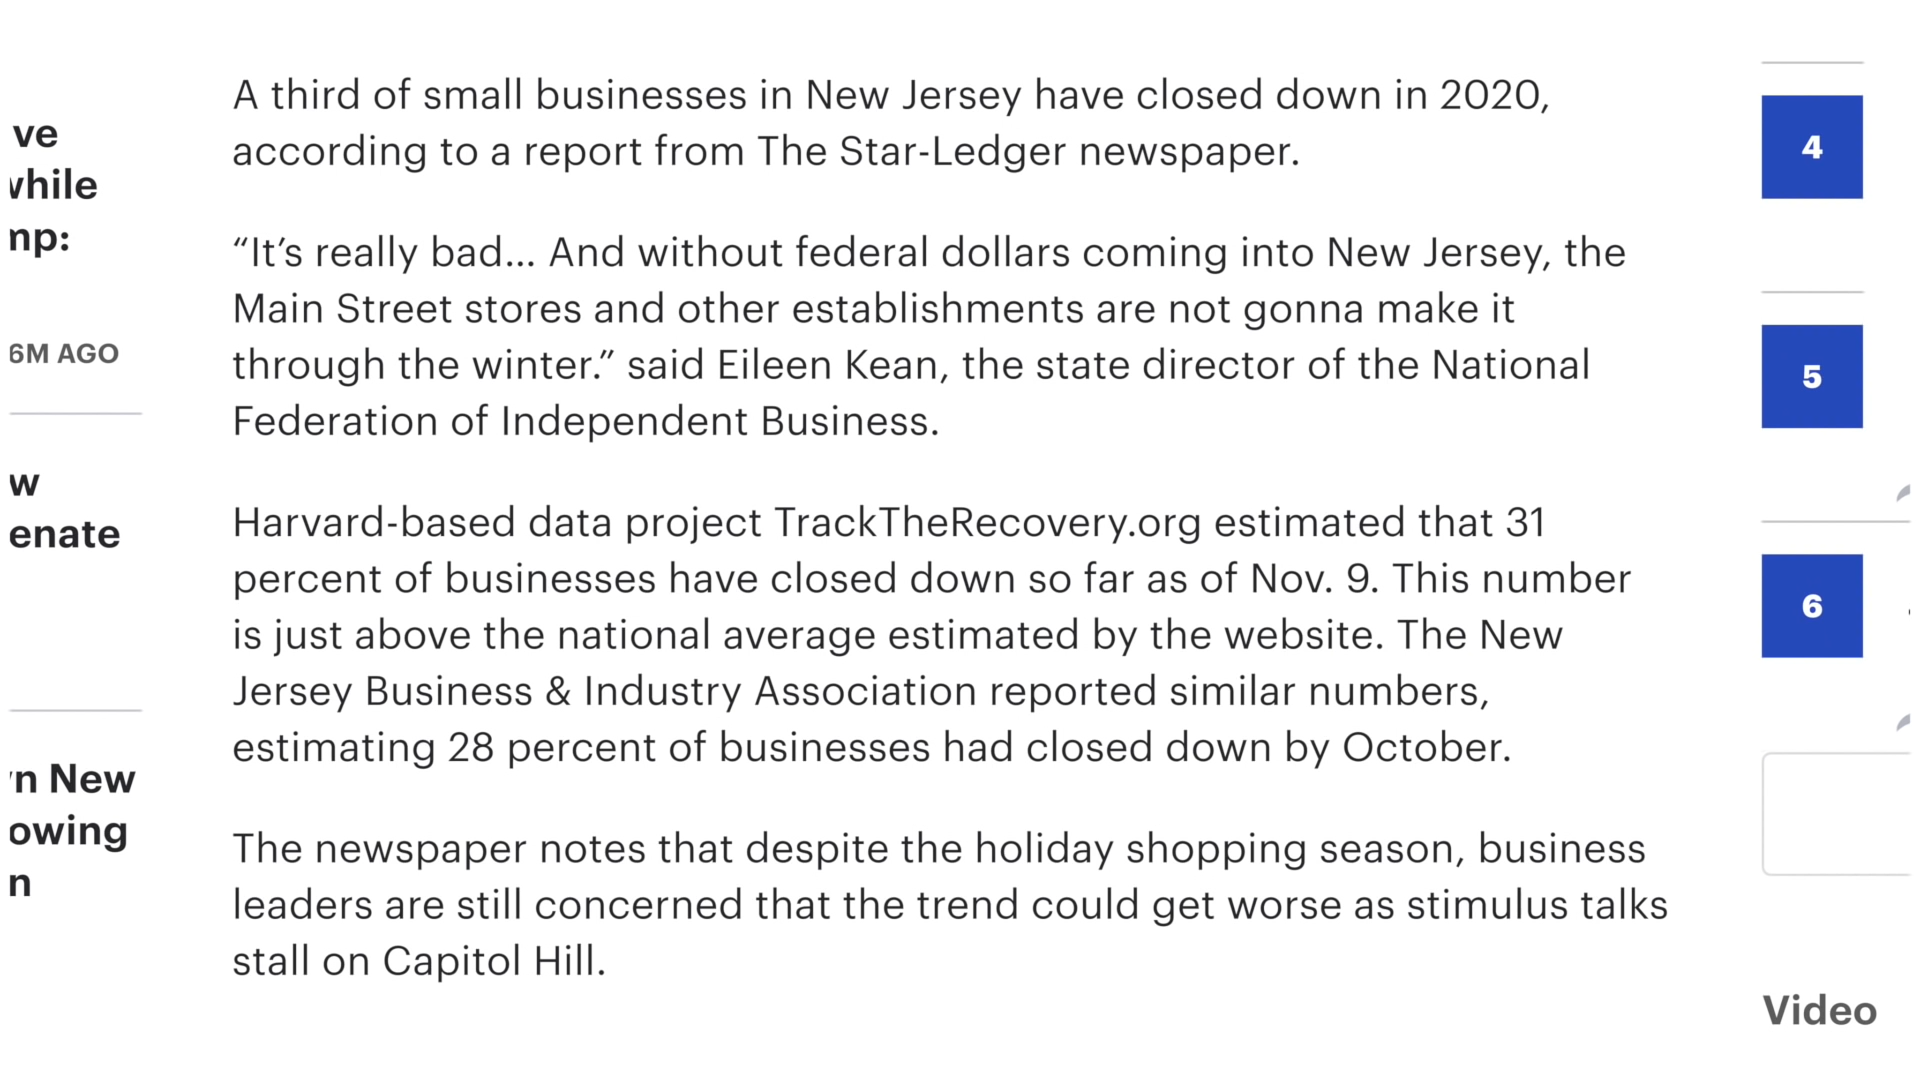 A third of small businesses in New Jersey have closed down in 2020,
according to a report from The Star-Ledger newspaper.
“It’s really bad... And without federal dollars coming into New Jersey, the
Main Street stores and other establishments are not gonna make it
through the winter.” said Eileen Kean, the state director of the National
Federation of Independent Business.
Harvard-based data project TrackTheRecovery.org estimated that 31
percent of businesses have closed down so far as of Nov. 9. This number
is just above the national average estimated by the website. The New
Jersey Business & Industry Association reported similar numbers,
estimating 28 percent of businesses had closed down by October.
The newspaper notes that despite the holiday shopping season, business
leaders are still concerned that the trend could get worse as stimulus talks
stall on Capitol Hill.
ve
while
mp:
6M AGO
w
enate
n New
owing
n
4
5
6
Video